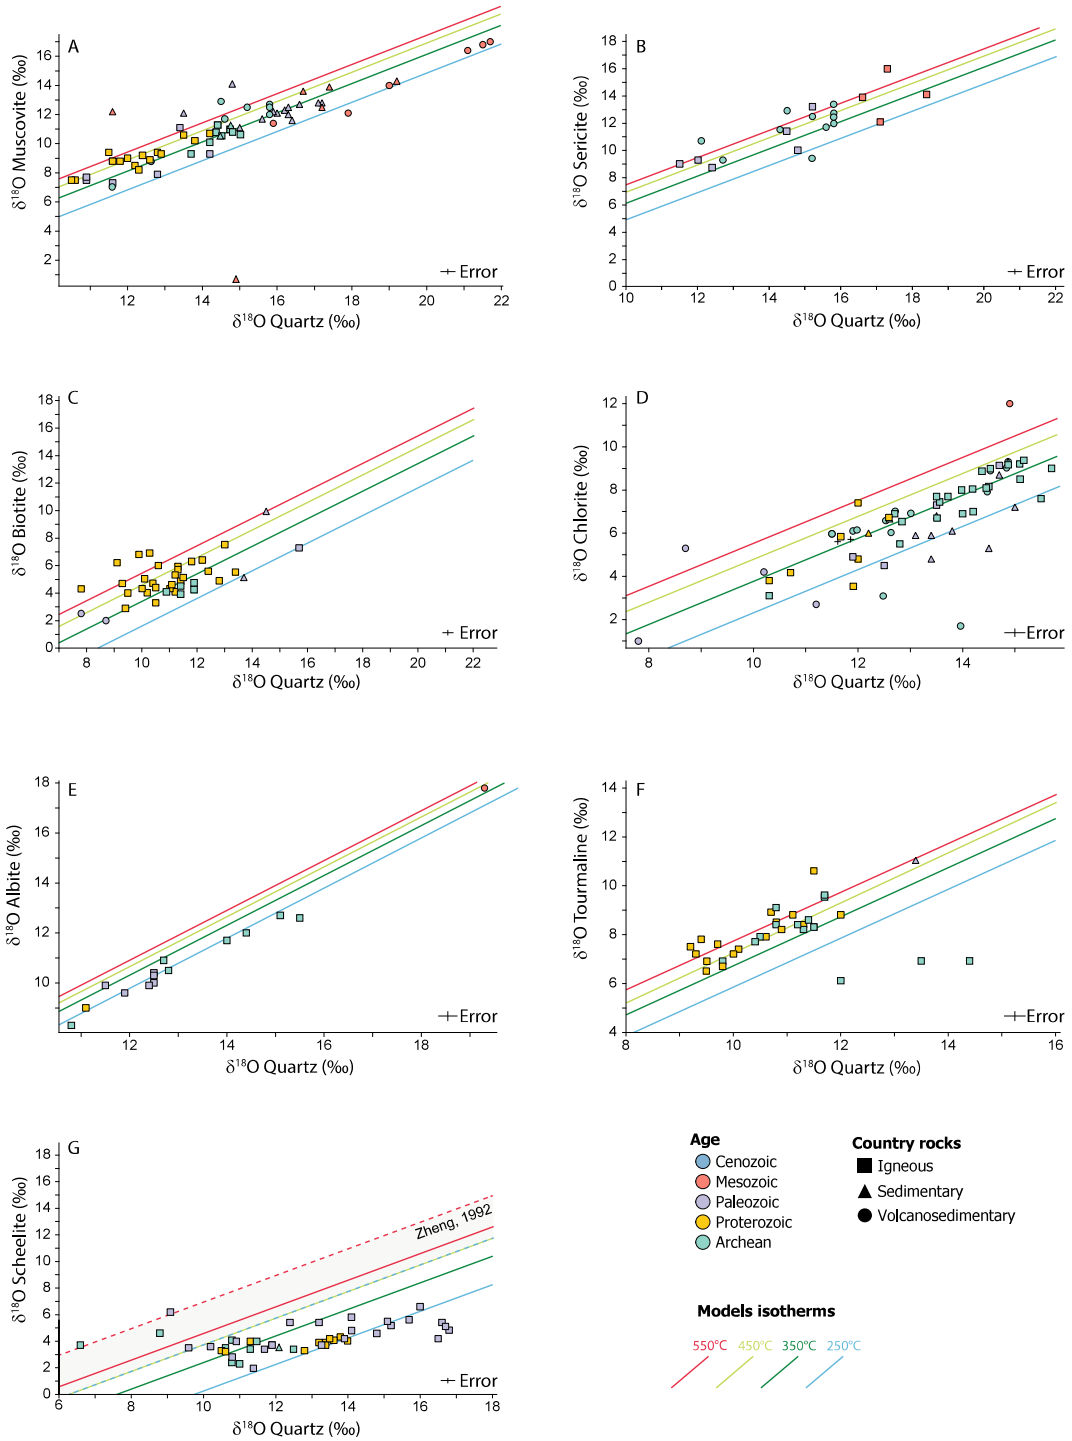 A
δ¹⁸O Muscovite (‰)
16
14
12
10
8
6
4
2
12
14
16
18
20
22
Error
δ¹⁸O Quartz (‰)
B
δ¹⁸O Sericite (‰)
18
16
14
12
10
8
6
4
2
0
10
12
14
16
18
20
22
Error
δ¹⁸O Quartz (‰)
C
δ¹⁸O Biotite (‰)
18
16
14
12
10
8
6
4
2
0
8
10
12
14
16
18
20
22
Error
δ¹⁸O Quartz (‰)
D
δ¹⁸O Chlorite (‰)
12
10
8
6
4
2
8
10
12
14
Error
δ¹⁸O Quartz (‰)
E
δ¹⁸O Albite (‰)
18
16
14
12
10
12
14
16
18
Error
δ¹⁸O Quartz (‰)
F
δ¹⁸O Tourmaline (‰)
14
12
10
8
6
4
8
10
12
14
16
Error
δ¹⁸O Quartz (‰)
G
δ¹⁸O Scheelite (‰)
18
16
14
12
10
8
6
4
2
0
6
8
10
12
14
16
18
Zheng, 1992
Error
δ¹⁸O Quartz (‰)
Age
Cenozoic
Mesozoic
Paleozoic
Proterozoic
Archean
Country rocks
Igneous
Sedimentary
Volcanosedimentary
Models isotherms
550°C 450°C 350°C 250°C